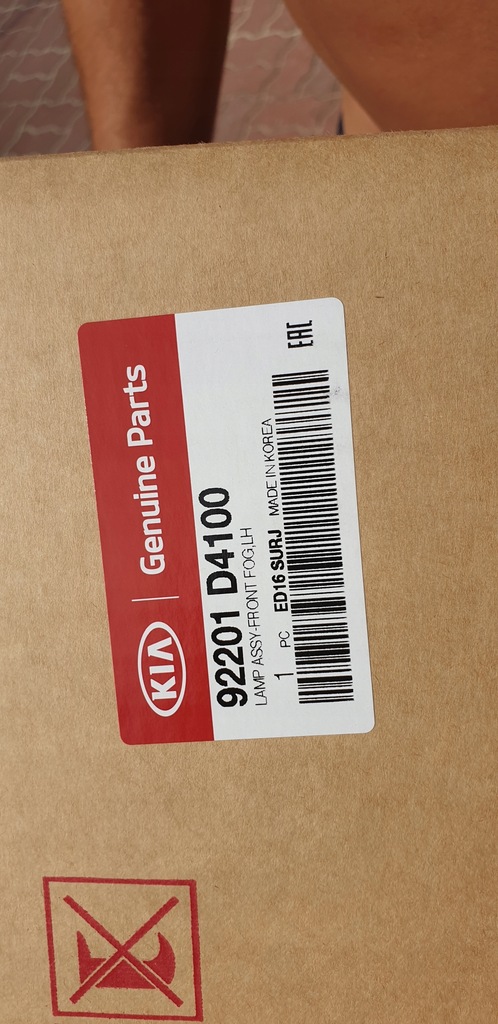 KIA | Genuine Parts
92201 D4100
LAMP ASSY-FRONT FOG,LH
1 PC ED16 SURJ MADE IN KOREA
EAC